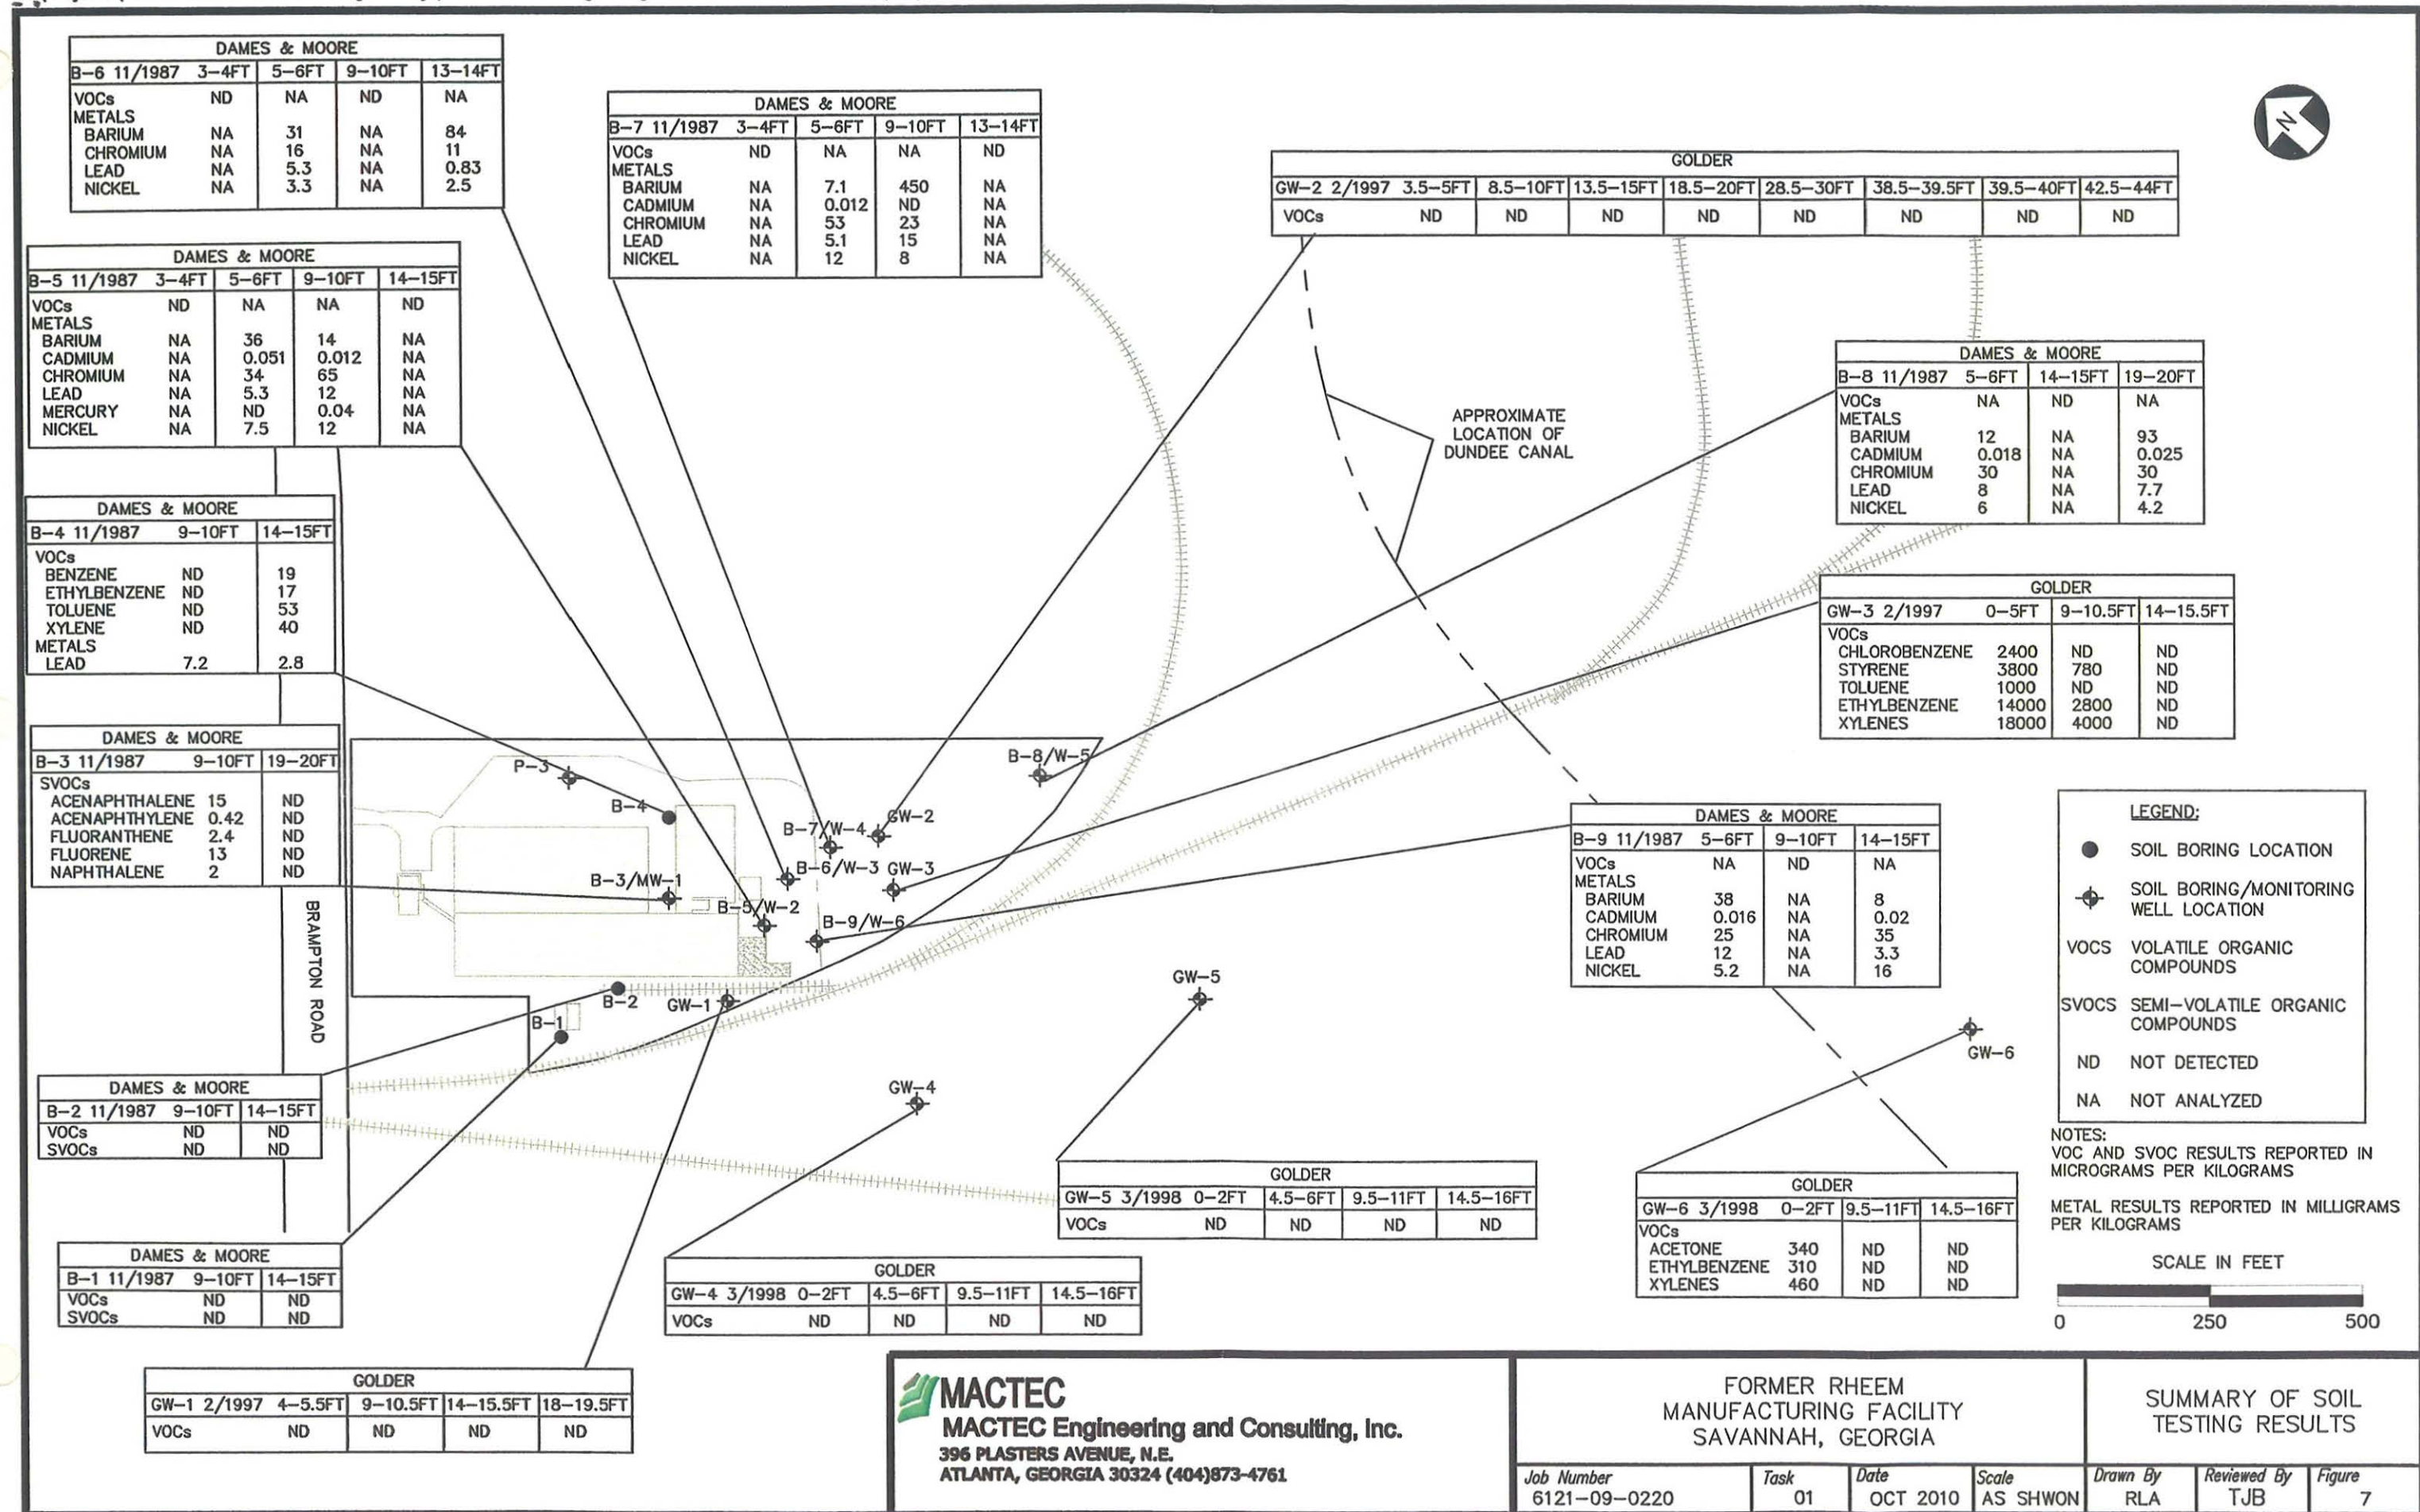 DAMES & MOORE
B-6 11/1987 3-4FT 5-6FT 9-10FT 13-14FT
VOCs ND NA ND NA
METALS
BARIUM NA 31 NA 84
CHROMIUM NA 16 NA 11
LEAD NA 5.3 NA 0.83
NICKEL NA 3.3 NA 2.5
DAMES & MOORE
B-7 11/1987 3-4FT 5-6FT 9-10FT 13-14FT
VOCs ND NA NA ND
METALS
BARIUM NA 7.1 450 NA
CADMIUM NA 0.012 ND NA
CHROMIUM NA 53 23 NA
LEAD NA 5.1 15 NA
NICKEL NA 12 8 NA
N
GOLDER
GW-2 2/1997 3.5-5FT 8.5-10FT 13.5-15FT 18.5-20FT 28.5-30FT 38.5-39.5FT 39.5-40FT 42.5-44FT
VOCs ND ND ND ND ND ND ND ND
DAMES & MOORE
B-5 11/1987 3-4FT 5-6FT 9-10FT 14-15FT
VOCs ND NA NA ND
METALS
BARIUM NA 36 14 NA
CADMIUM NA 0.051 0.012 NA
CHROMIUM NA 34 65 NA
LEAD NA 5.3 12 NA
MERCURY NA ND 0.04 NA
NICKEL NA 7.5 12 NA
APPROXIMATE
LOCATION OF
DUNDEE CANAL
DAMES & MOORE
B-8 11/1987 5-6FT 14-15FT 19-20FT
VOCs NA ND NA
METALS
BARIUM 12 NA 93
CADMIUM 0.018 NA 0.025
CHROMIUM 30 NA 30
LEAD 8 NA 7.7
NICKEL 6 NA 4.2
DAMES & MOORE
B-4 11/1987 9-10FT 14-15FT
VOCs
BENZENE ND 19
ETHYLBENZENE ND 17
TOLUENE ND 53
XYLENE ND 40
METALS
LEAD 7.2 2.8
GOLDER
GW-3 2/1997 0-5FT 9-10.5FT 14-15.5FT
VOCs
CHLOROBENZENE 2400 ND ND
STYRENE 3800 780 ND
TOLUENE 1000 ND ND
ETHYLBENZENE 14000 2800 ND
XYLENES 18000 4000 ND
DAMES & MOORE
B-3 11/1987 9-10FT 19-20FT
SVOCs
ACENAPHTHALENE 15 ND
ACENAPHTHYLENE 0.42 ND
FLUORANTHENE 2.4 ND
FLUORENE 13 ND
NAPHTHALENE 2 ND
P-3
B-4
B-8/W-5
B-7/W-4
GW-2
B-6/W-3
GW-3
B-3/MW-1
B-5/W-2
B-9/W-6
BRAMPTON ROAD
B-2
GW-1
B-1
GW-5
GW-4
GW-6
DAMES & MOORE
B-9 11/1987 5-6FT 9-10FT 14-15FT
VOCs NA ND NA
METALS
BARIUM 38 NA 8
CADMIUM 0.016 NA 0.02
CHROMIUM 25 NA 35
LEAD 12 NA 3.3
NICKEL 5.2 NA 16
LEGEND:
SOIL BORING LOCATION
SOIL BORING/MONITORING
WELL LOCATION
VOCS VOLATILE ORGANIC
COMPOUNDS
SVOCS SEMI-VOLATILE ORGANIC
COMPOUNDS
ND NOT DETECTED
NA NOT ANALYZED
NOTES:
VOC AND SVOC RESULTS REPORTED IN
MICROGRAMS PER KILOGRAMS
METAL RESULTS REPORTED IN MILLIGRAMS
PER KILOGRAMS
SCALE IN FEET
0 250 500
DAMES & MOORE
B-2 11/1987 9-10FT 14-15FT
VOCs ND ND
SVOCs ND ND
GOLDER
GW-5 3/1998 0-2FT 4.5-6FT 9.5-11FT 14.5-16FT
VOCs ND ND ND ND
GOLDER
GW-6 3/1998 0-2FT 9.5-11FT 14.5-16FT
VOCs
ACETONE 340 ND ND
ETHYLBENZENE 310 ND ND
XYLENES 460 ND ND
DAMES & MOORE
B-1 11/1987 9-10FT 14-15FT
VOCs ND ND
SVOCs ND ND
GOLDER
GW-4 3/1998 0-2FT 4.5-6FT 9.5-11FT 14.5-16FT
VOCs ND ND ND ND
GOLDER
GW-1 2/1997 4-5.5FT 9-10.5FT 14-15.5FT 18-19.5FT
VOCs ND ND ND ND
MACTEC
MACTEC Engineering and Consulting, Inc.
396 PLASTERS AVENUE, N.E.
ATLANTA, GEORGIA 30324 (404)873-4761
FORMER RHEEM
MANUFACTURING FACILITY
SAVANNAH, GEORGIA
SUMMARY OF SOIL
TESTING RESULTS
Job Number Task Date Scale Drawn By Reviewed By Figure
6121-09-0220 01 OCT 2010 AS SHWON RLA TJB 7